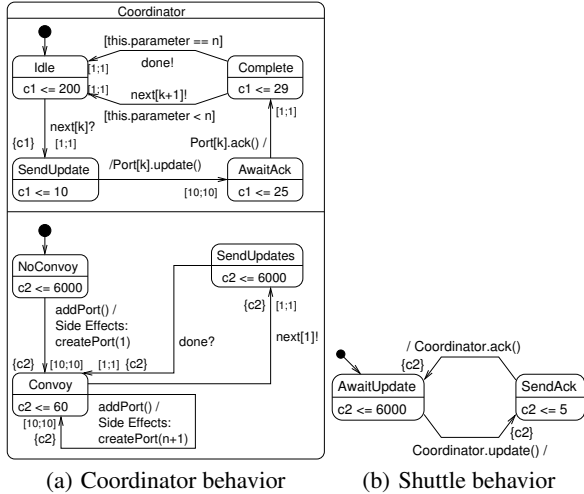 Coordinator
[this.parameter == n]
Idle
c1 <= 200
[1;1]
[1;1]
done!
next[k+1]!
Complete
c1 <= 29
[this.parameter < n]
[1;1]
next[k]?
{c1}
[1;1]
Port[k].ack() /
SendUpdate
c1 <= 10
/Port[k].update()
[10;10]
AwaitAck
c1 <= 25
NoConvoy
c2 <= 6000
SendUpdates
c2 <= 6000
{c2}
[1;1]
addPort() /
Side Effects:
createPort(1)
done?
next[1]!
{c2}
[10;10]
[1;1]
{c2}
Convoy
c2 <= 60
[10;10]
{c2}
addPort() /
Side Effects:
createPort(n+1)
(a) Coordinator behavior
/ Coordinator.ack()
{c2}
AwaitUpdate
c2 <= 6000
SendAck
c2 <= 5
{c2}
Coordinator.update() /
(b) Shuttle behavior